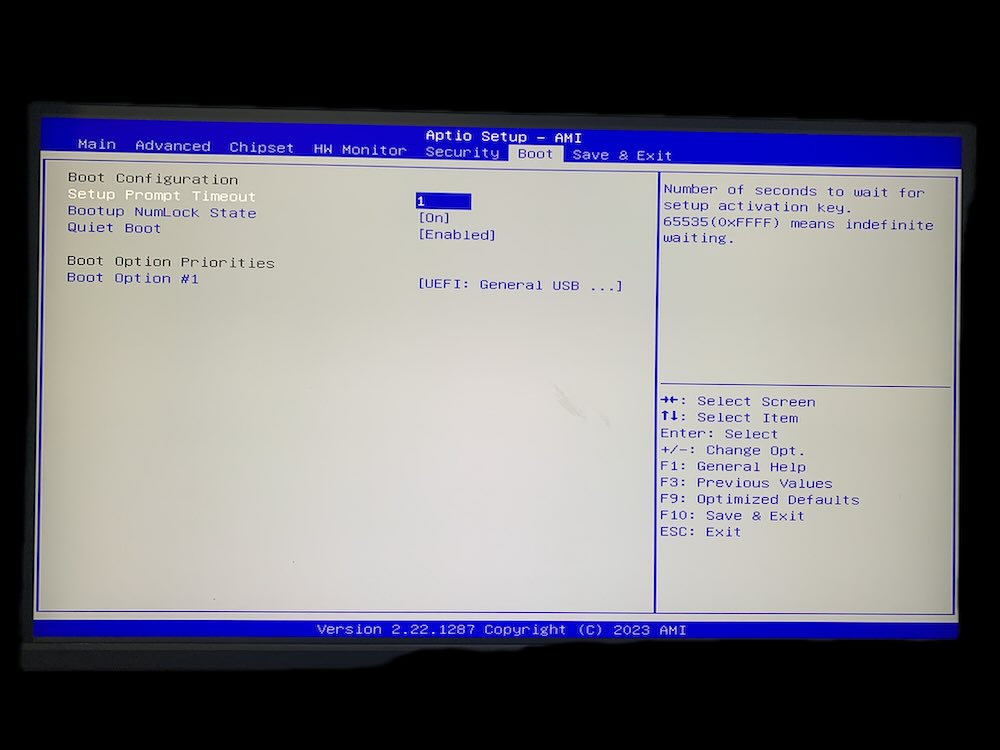 Aptio Setup – AMI
Main Advanced Chipset HW Monitor Security Boot Save & Exit
Boot Configuration
Setup Prompt Timeout 1
Bootup NumLock State [On]
Quiet Boot [Enabled]
Boot Option Priorities
Boot Option #1 [UEFI: General USB ...]
Number of seconds to wait for
setup activation key.
65535(0xFFFF) means indefinite
waiting.
→←: Select Screen
↑↓: Select Item
Enter: Select
+/-: Change Opt.
F1: General Help
F3: Previous Values
F9: Optimized Defaults
F10: Save & Exit
ESC: Exit
Version 2.22.1287 Copyright (C) 2023 AMI